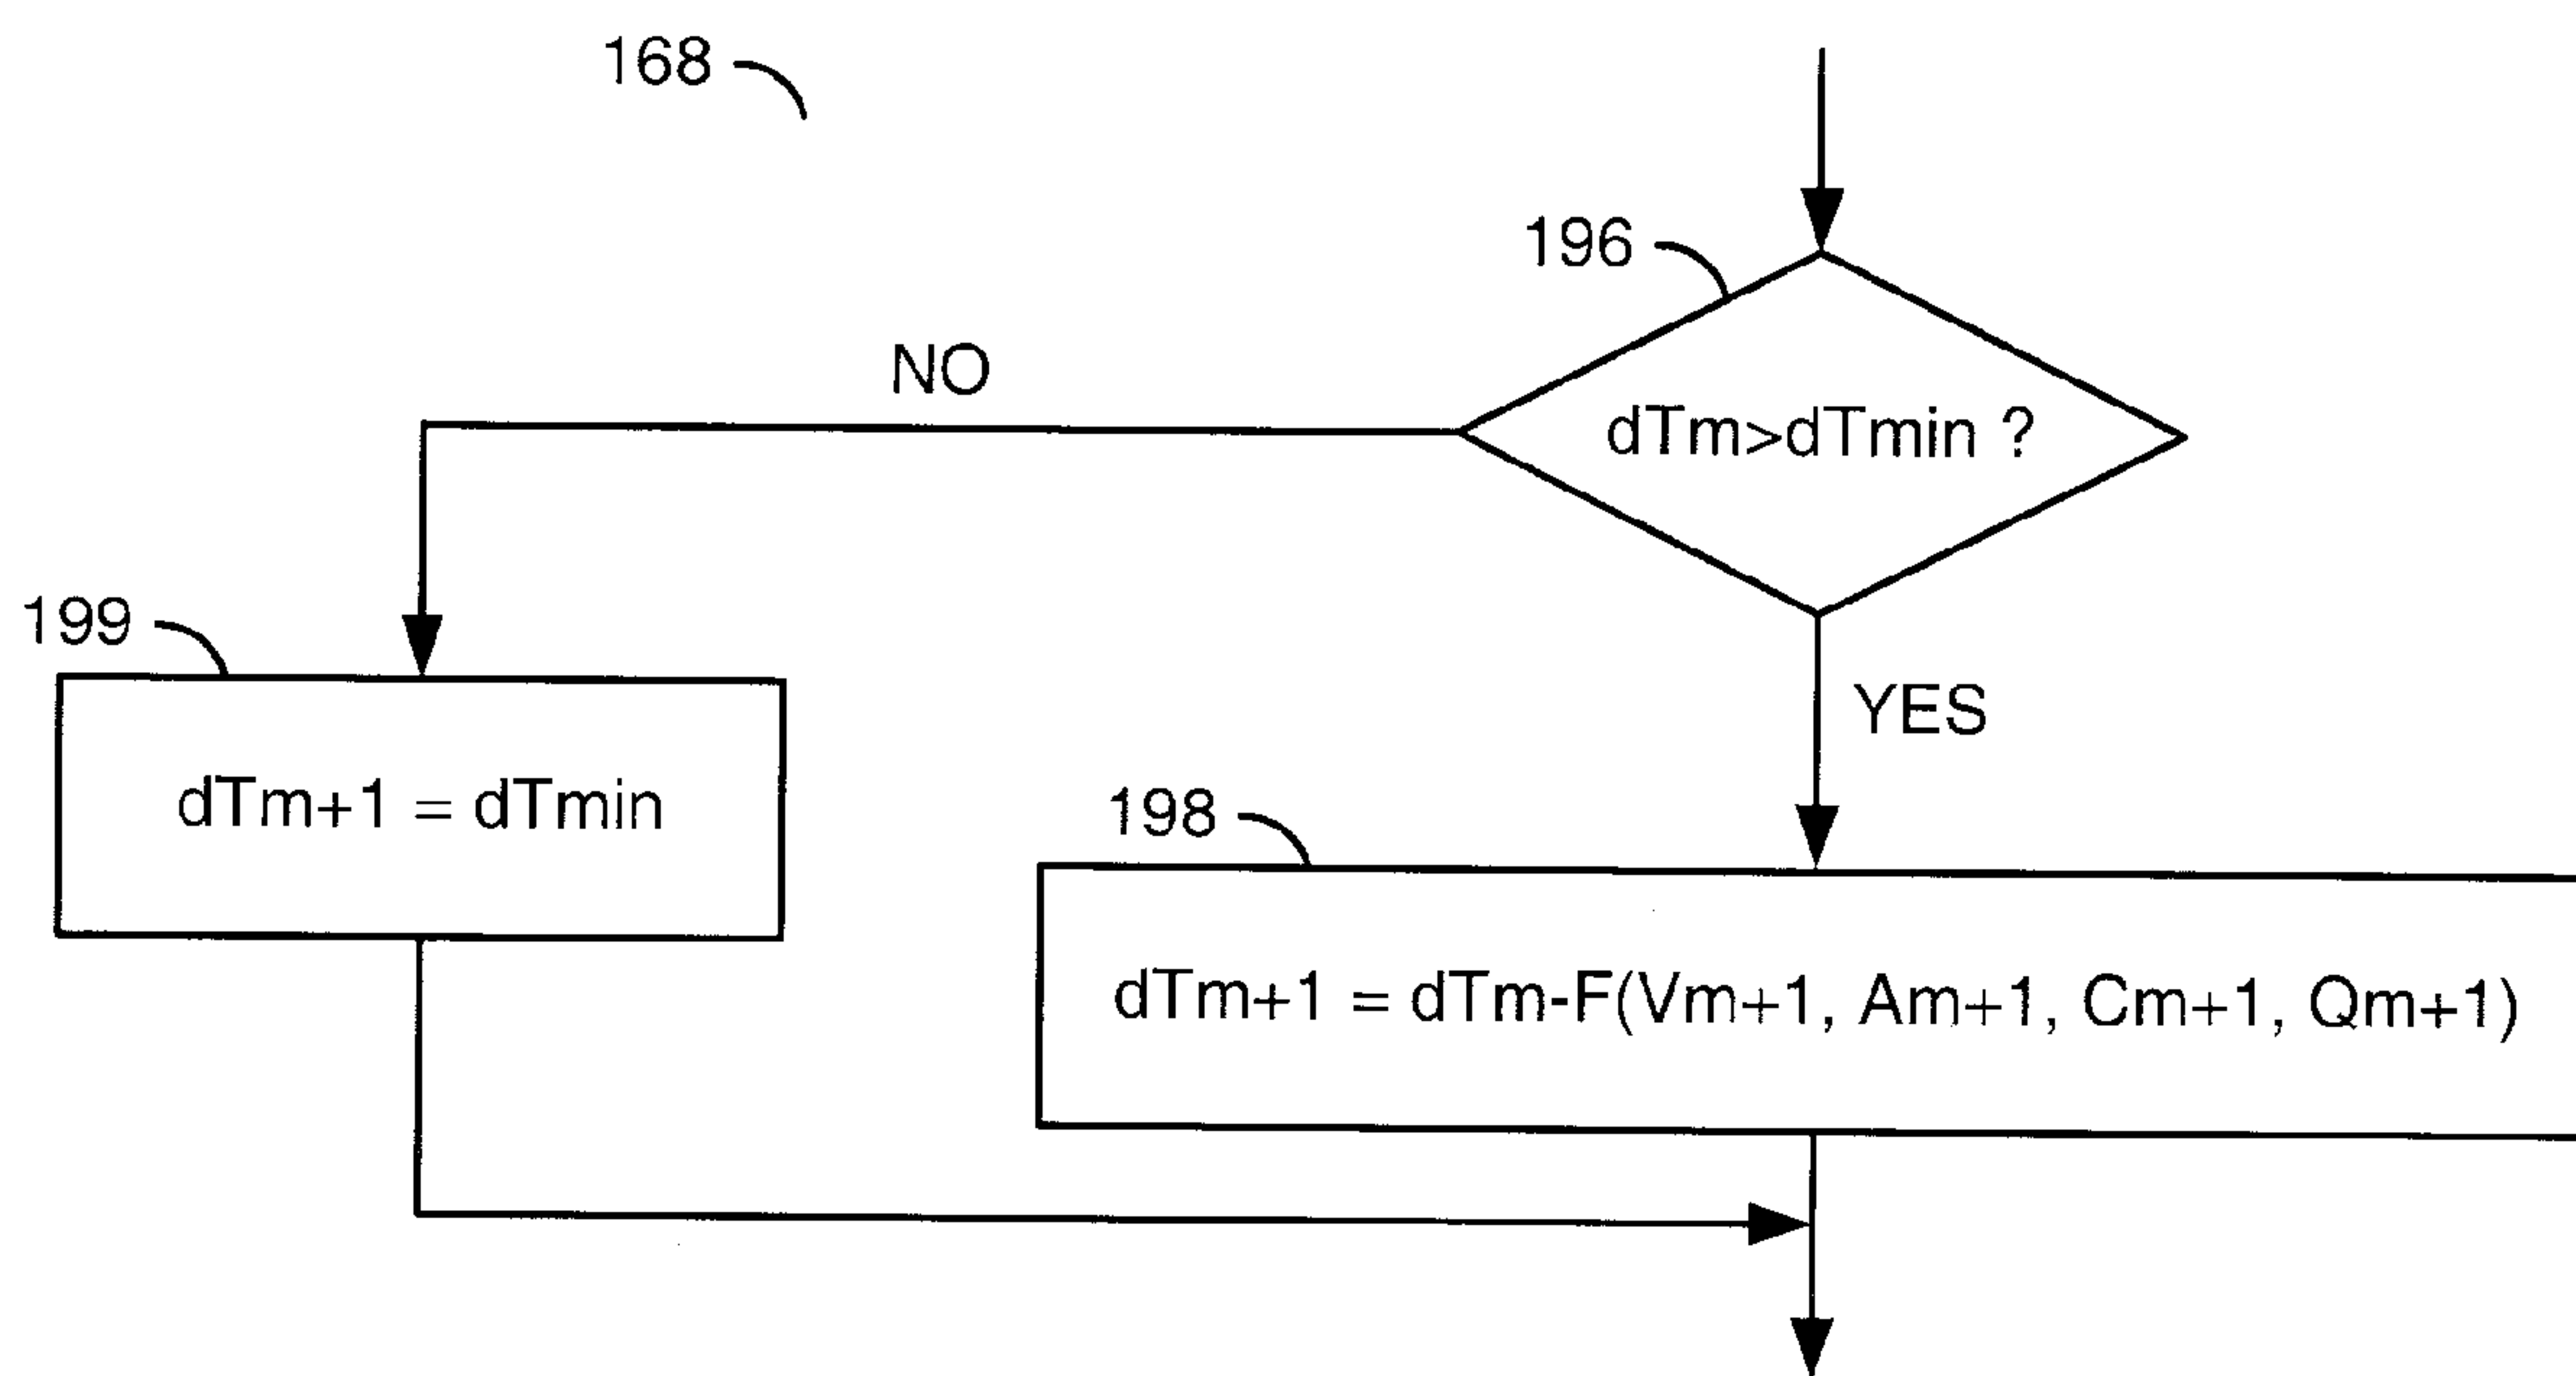 168
196
NO
dTm>dTmin ?
199
YES
dTm+1 = dTmin
198
dTm+1 = dTm-F(Vm+1, Am+1, Cm+1, Qm+1)